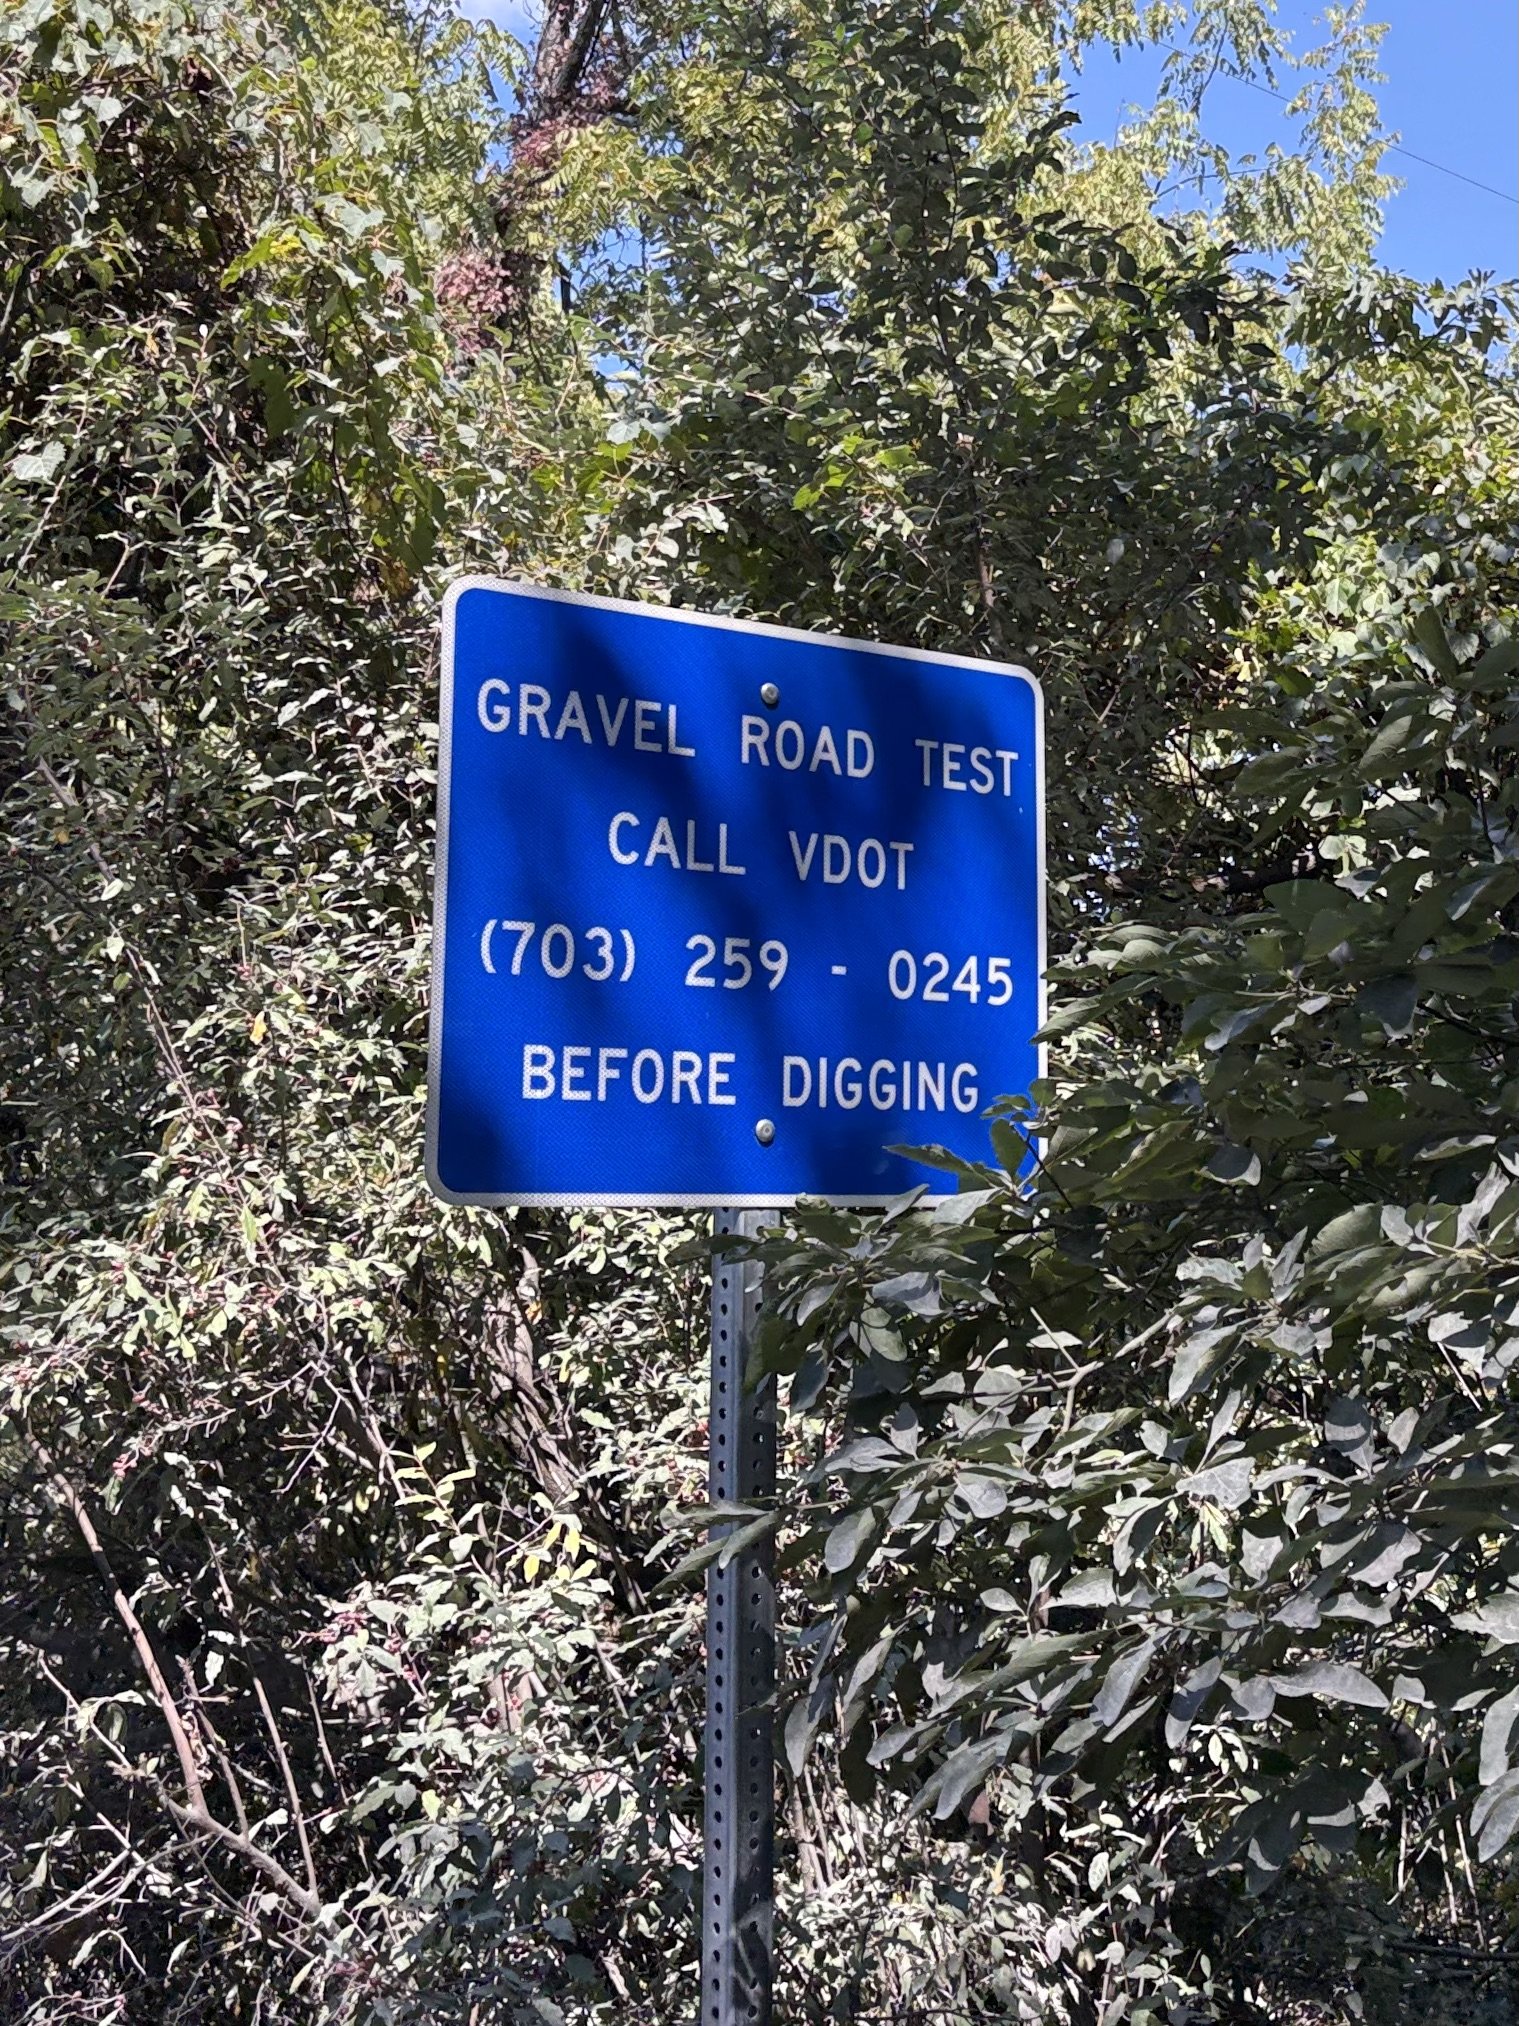 GRAVEL ROAD TEST
CALL VDOT
(703) 259 - 0245
BEFORE DIGGING